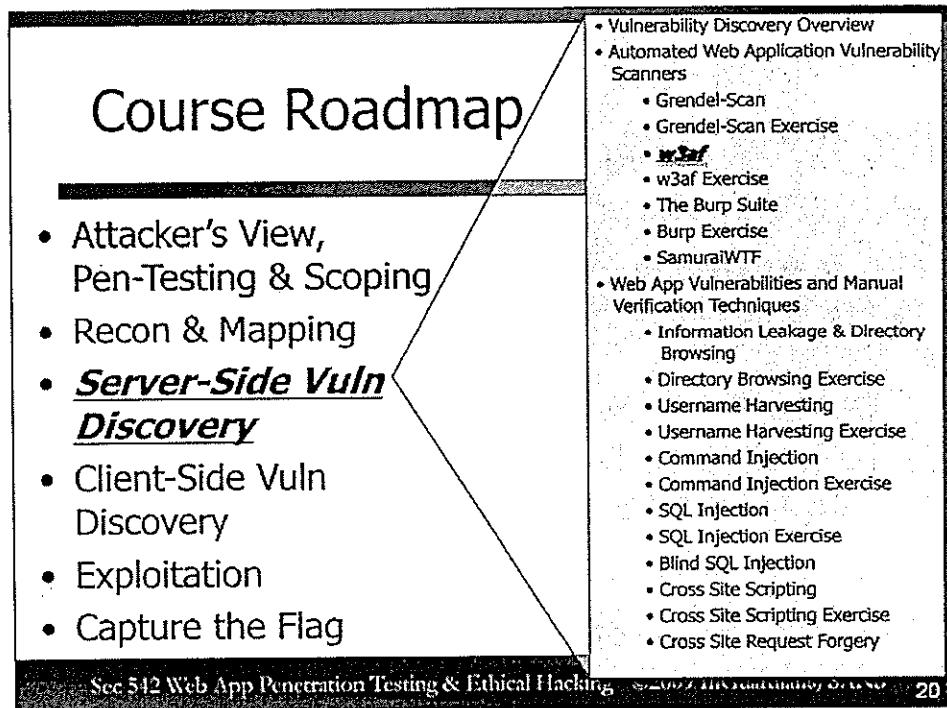 Course Roadmap
• Attacker's View,
Pen-Testing & Scoping
• Recon & Mapping
• Server-Side Vuln
Discovery
• Client-Side Vuln
Discovery
• Exploitation
• Capture the Flag
• Vulnerability Discovery Overview
• Automated Web Application Vulnerability
Scanners
• Grendel-Scan
• Grendel-Scan Exercise
• w3af
• w3af Exercise
• The Burp Suite
• Burp Exercise
• SamuraiWTF
• Web App Vulnerabilities and Manual
Verification Techniques
• Information Leakage & Directory
Browsing
• Directory Browsing Exercise
• Username Harvesting
• Username Harvesting Exercise
• Command Injection
• Command Injection Exercise
• SQL Injection
• SQL Injection Exercise
• Blind SQL Injection
• Cross Site Scripting
• Cross Site Scripting Exercise
• Cross Site Request Forgery
Sec 542 Web App Penetration Testing & Ethical Hacking
20